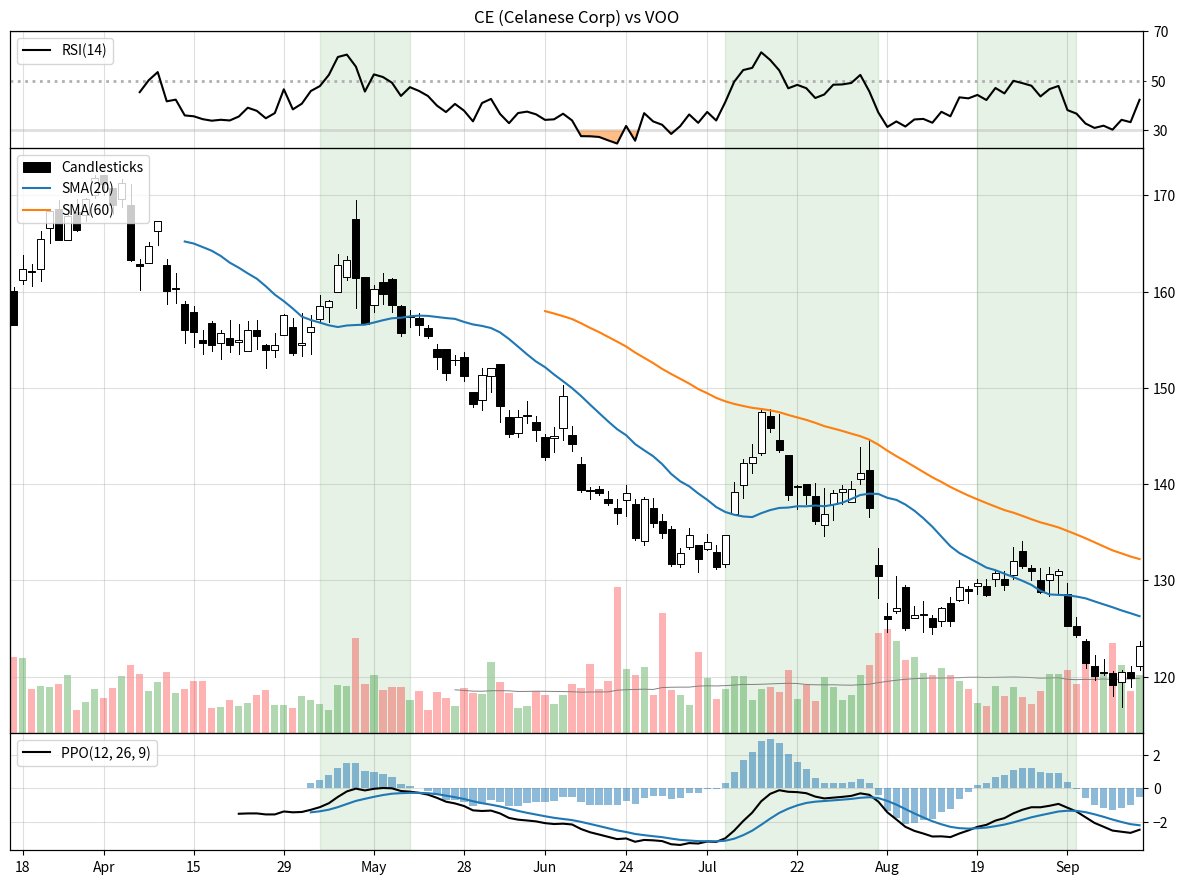 CE (Celanese Corp) vs VOO
RSI(14)
70
50
30
Candlesticks
SMA(20)
SMA(60)
170
160
150
140
130
120
PPO(12, 26, 9)
2
0
−2
18 Apr 15 29 May 28 Jun 24 Jul 22 Aug 19 Sep